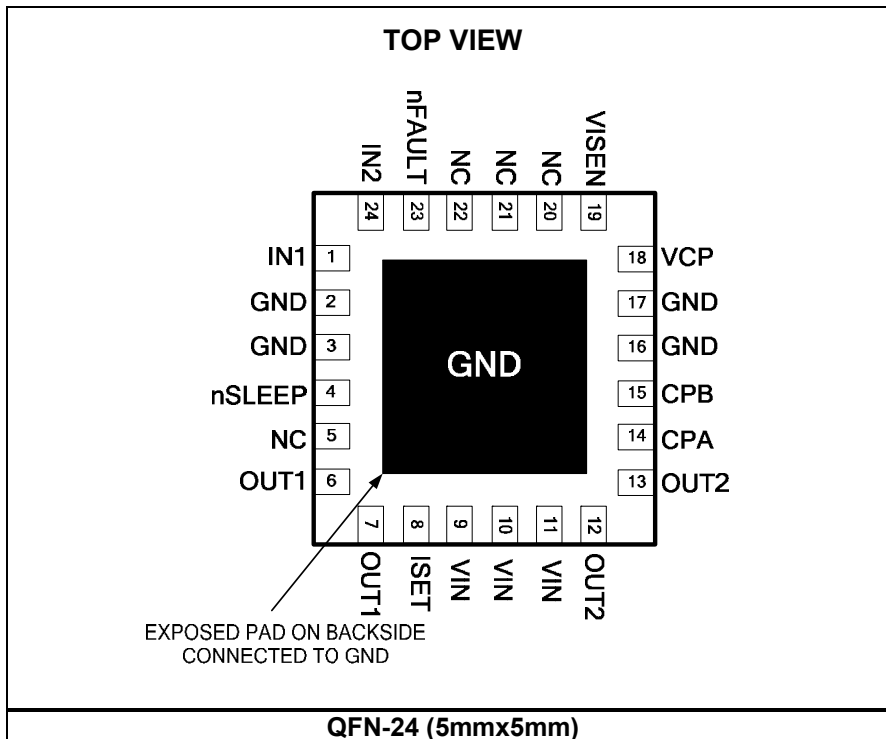 TOP VIEW
IN2
nFAULT
NC
NC
NC
VISEN
24
23
22
21
20
19
IN1 1
18 VCP
GND 2
17 GND
GND 3
16 GND
GND
nSLEEP 4
15 CPB
NC 5
14 CPA
OUT1 6
13 OUT2
7
8
9
10
11
12
OUT1
ISET
VIN
VIN
VIN
OUT2
EXPOSED PAD ON BACKSIDE
CONNECTED TO GND
QFN-24 (5mmx5mm)